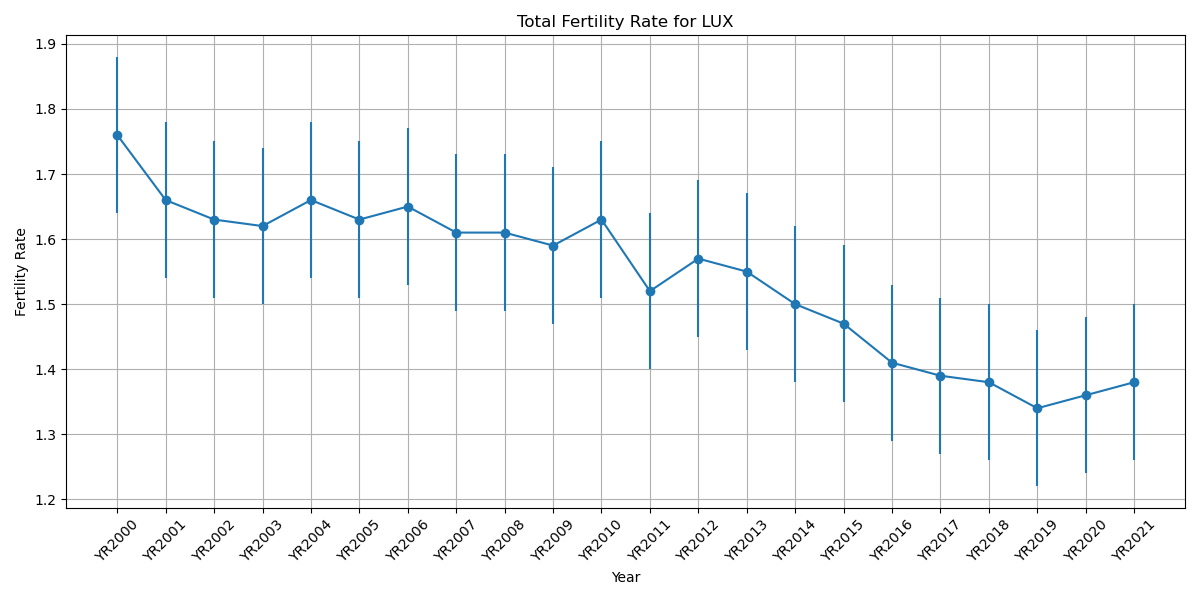 Total Fertility Rate for LUX
Fertility Rate
1.9
1.8
1.7
1.6
1.5
1.4
1.3
1.2
YR2000
YR2001
YR2002
YR2003
YR2004
YR2005
YR2006
YR2007
YR2008
YR2009
YR2010
YR2011
YR2012
YR2013
YR2014
YR2015
YR2016
YR2017
YR2018
YR2019
YR2020
YR2021
Year